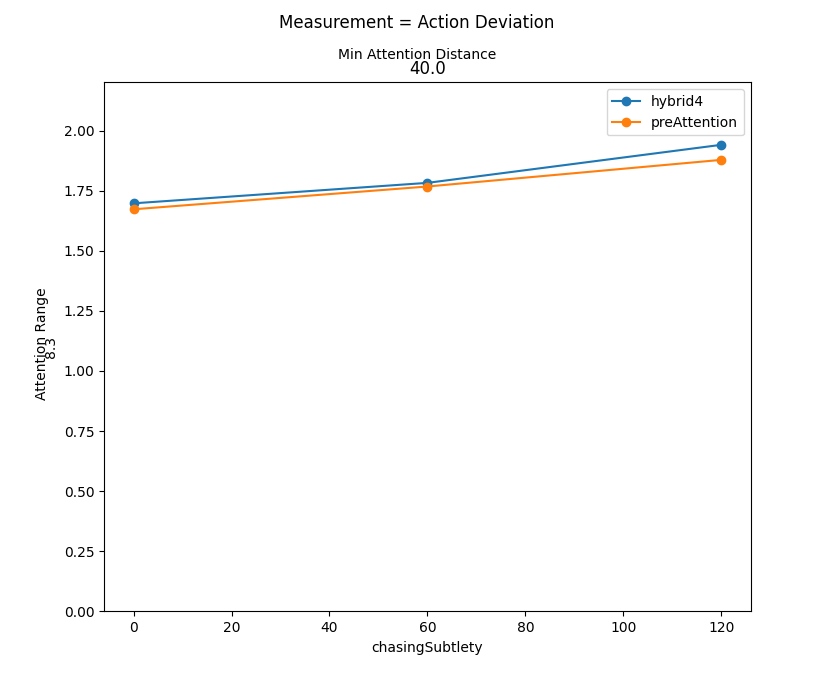 Measurement = Action Deviation
Min Attention Distance
40.0
hybrid4
preAttention
2.00
1.75
1.50
1.25
1.00
0.75
0.50
0.25
0.00
Attention Range
8.3
0 20 40 60 80 100 120
chasingSubtlety